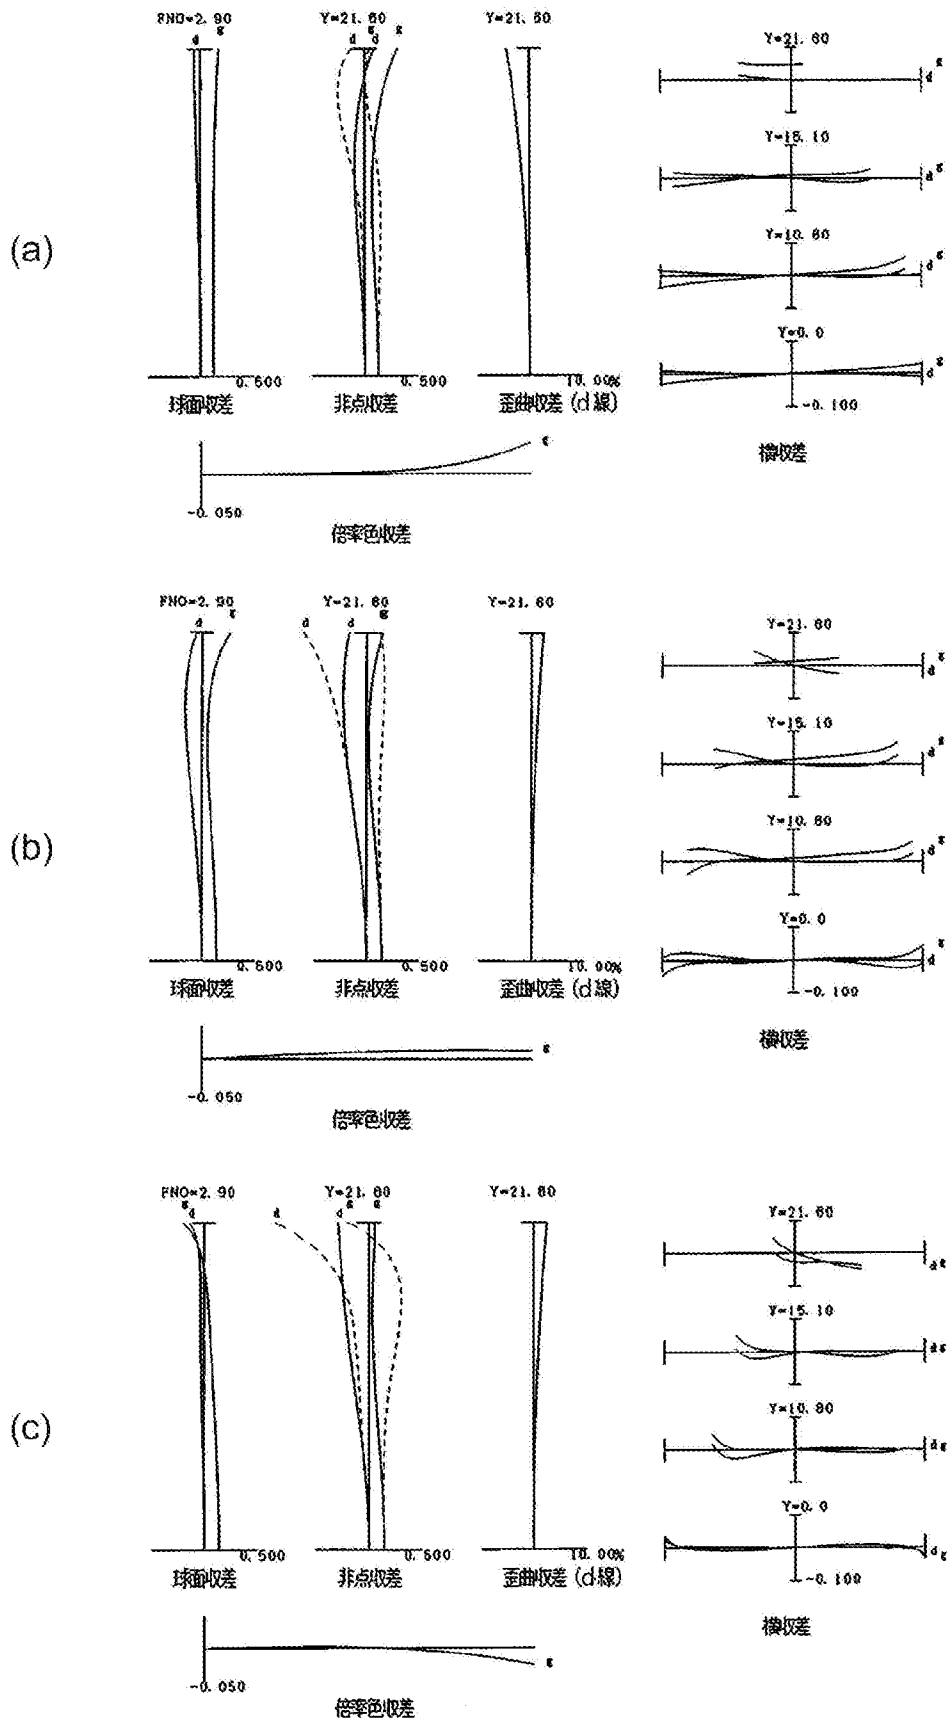 (a)
FNO=2.90
d g
0.500
球面収差
Y=21.60
d g d g
0.500
非点収差
Y=21.60
10.00%
歪曲収差(d線)
g
-0.050
倍率色収差
Y=21.60
d g
Y=15.10
d g
Y=10.80
d g
Y=0.0
d g
-0.100
横収差
(b)
FNO=2.90
d g
0.500
球面収差
Y=21.60
d d g
0.500
非点収差
Y=21.60
10.00%
歪曲収差(d線)
g
-0.050
倍率色収差
Y=21.60
d g
Y=15.10
d g
Y=10.80
d g
Y=0.0
d g
-0.100
横収差
(c)
FNO=2.90
g d
0.500
球面収差
Y=21.60
d d g g
0.500
非点収差
Y=21.60
10.00%
歪曲収差(d線)
g
-0.050
倍率色収差
Y=21.60
d g
Y=15.10
d g
Y=10.80
d g
Y=0.0
d g
-0.100
横収差